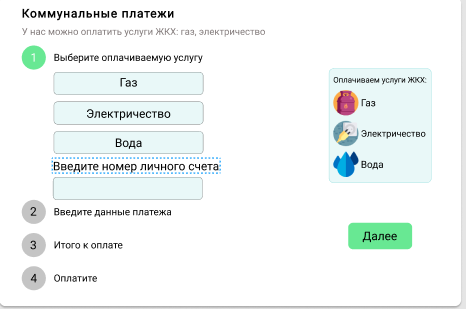 Коммунальные платежи
У нас можно оплатить услуги ЖКХ: газ, электричество
1 Выберите оплачиваемую услугу
Газ
Электричество
Вода
Введите номер личного счета
2 Введите данные платежа
3 Итого к оплате
4 Оплатите
Оплачиваем услуги ЖКХ:
Газ
Электричество
Вода
Далее